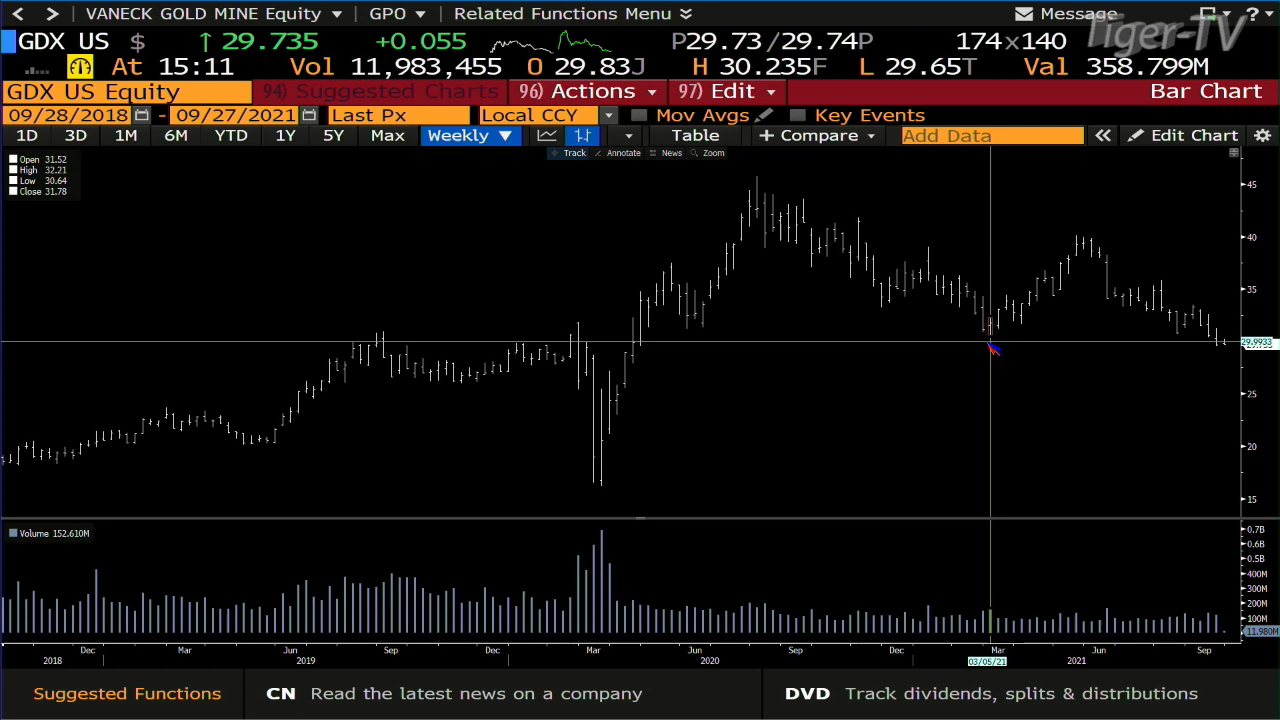 < > VANECK GOLD MINE Equity GPO Related Functions Menu Message ?
GDX US $ ↑ 29.735 +0.055 P29.73/29.74P 174x140 Tiger-TV
At 15:11 Vol 11,983,455 O 29.83J H 30.235F L 29.65T Val 358.799M
GDX US Equity 94) Suggested Charts 96) Actions 97) Edit Bar Chart
09/28/2018 - 09/27/2021 Last Px Local CCY Mov Avgs Key Events
1D 3D 1M 6M YTD 1Y 5Y Max Weekly ▼ Table + Compare Add Data « Edit Chart
Track Annotate News Zoom
Open 31.52
High 32.21
Low 30.64
Close 31.78
45
40
35
29.9933
25
20
15
Volume 152.610M
0.7B
0.6B
0.5B
400M
300M
200M
100M
11.980M
Dec Mar Jun Sep Dec Mar Jun Sep Dec Mar Jun Sep
2018 2019 2020 03/05/21 2021
Suggested Functions CN Read the latest news on a company DVD Track dividends, splits & distributions